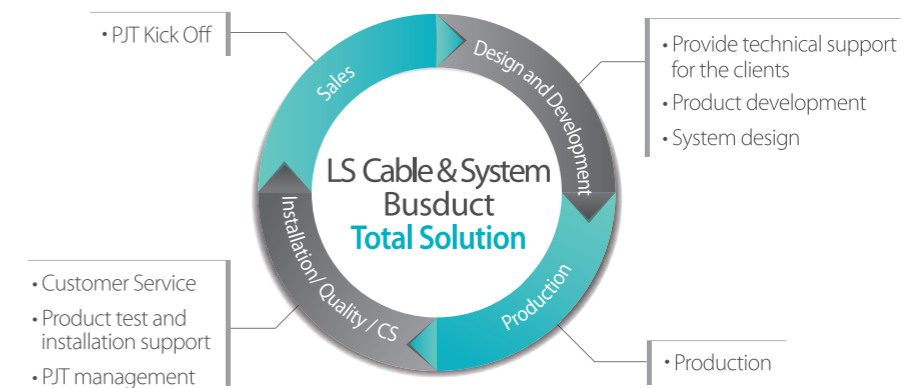 • PJT Kick Off
Sales
Design and Development
• Provide technical support
for the clients
• Product development
• System design
LS Cable & System
Busduct
Total Solution
Installation/ Quality / CS
Production
• Customer Service
• Product test and
installation support
• PJT management
• Production